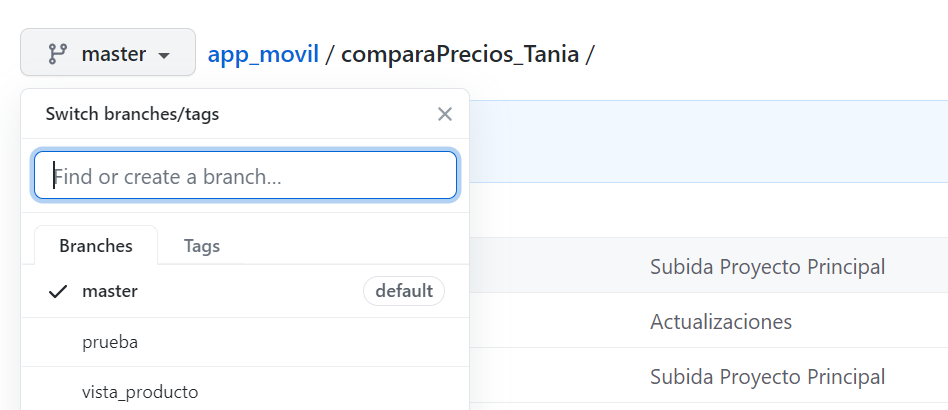 master app_movil / comparaPrecios_Tania /
Switch branches/tags
Find or create a branch...
Branches Tags
master default
prueba
vista_producto
Subida Proyecto Principal
Actualizaciones
Subida Proyecto Principal